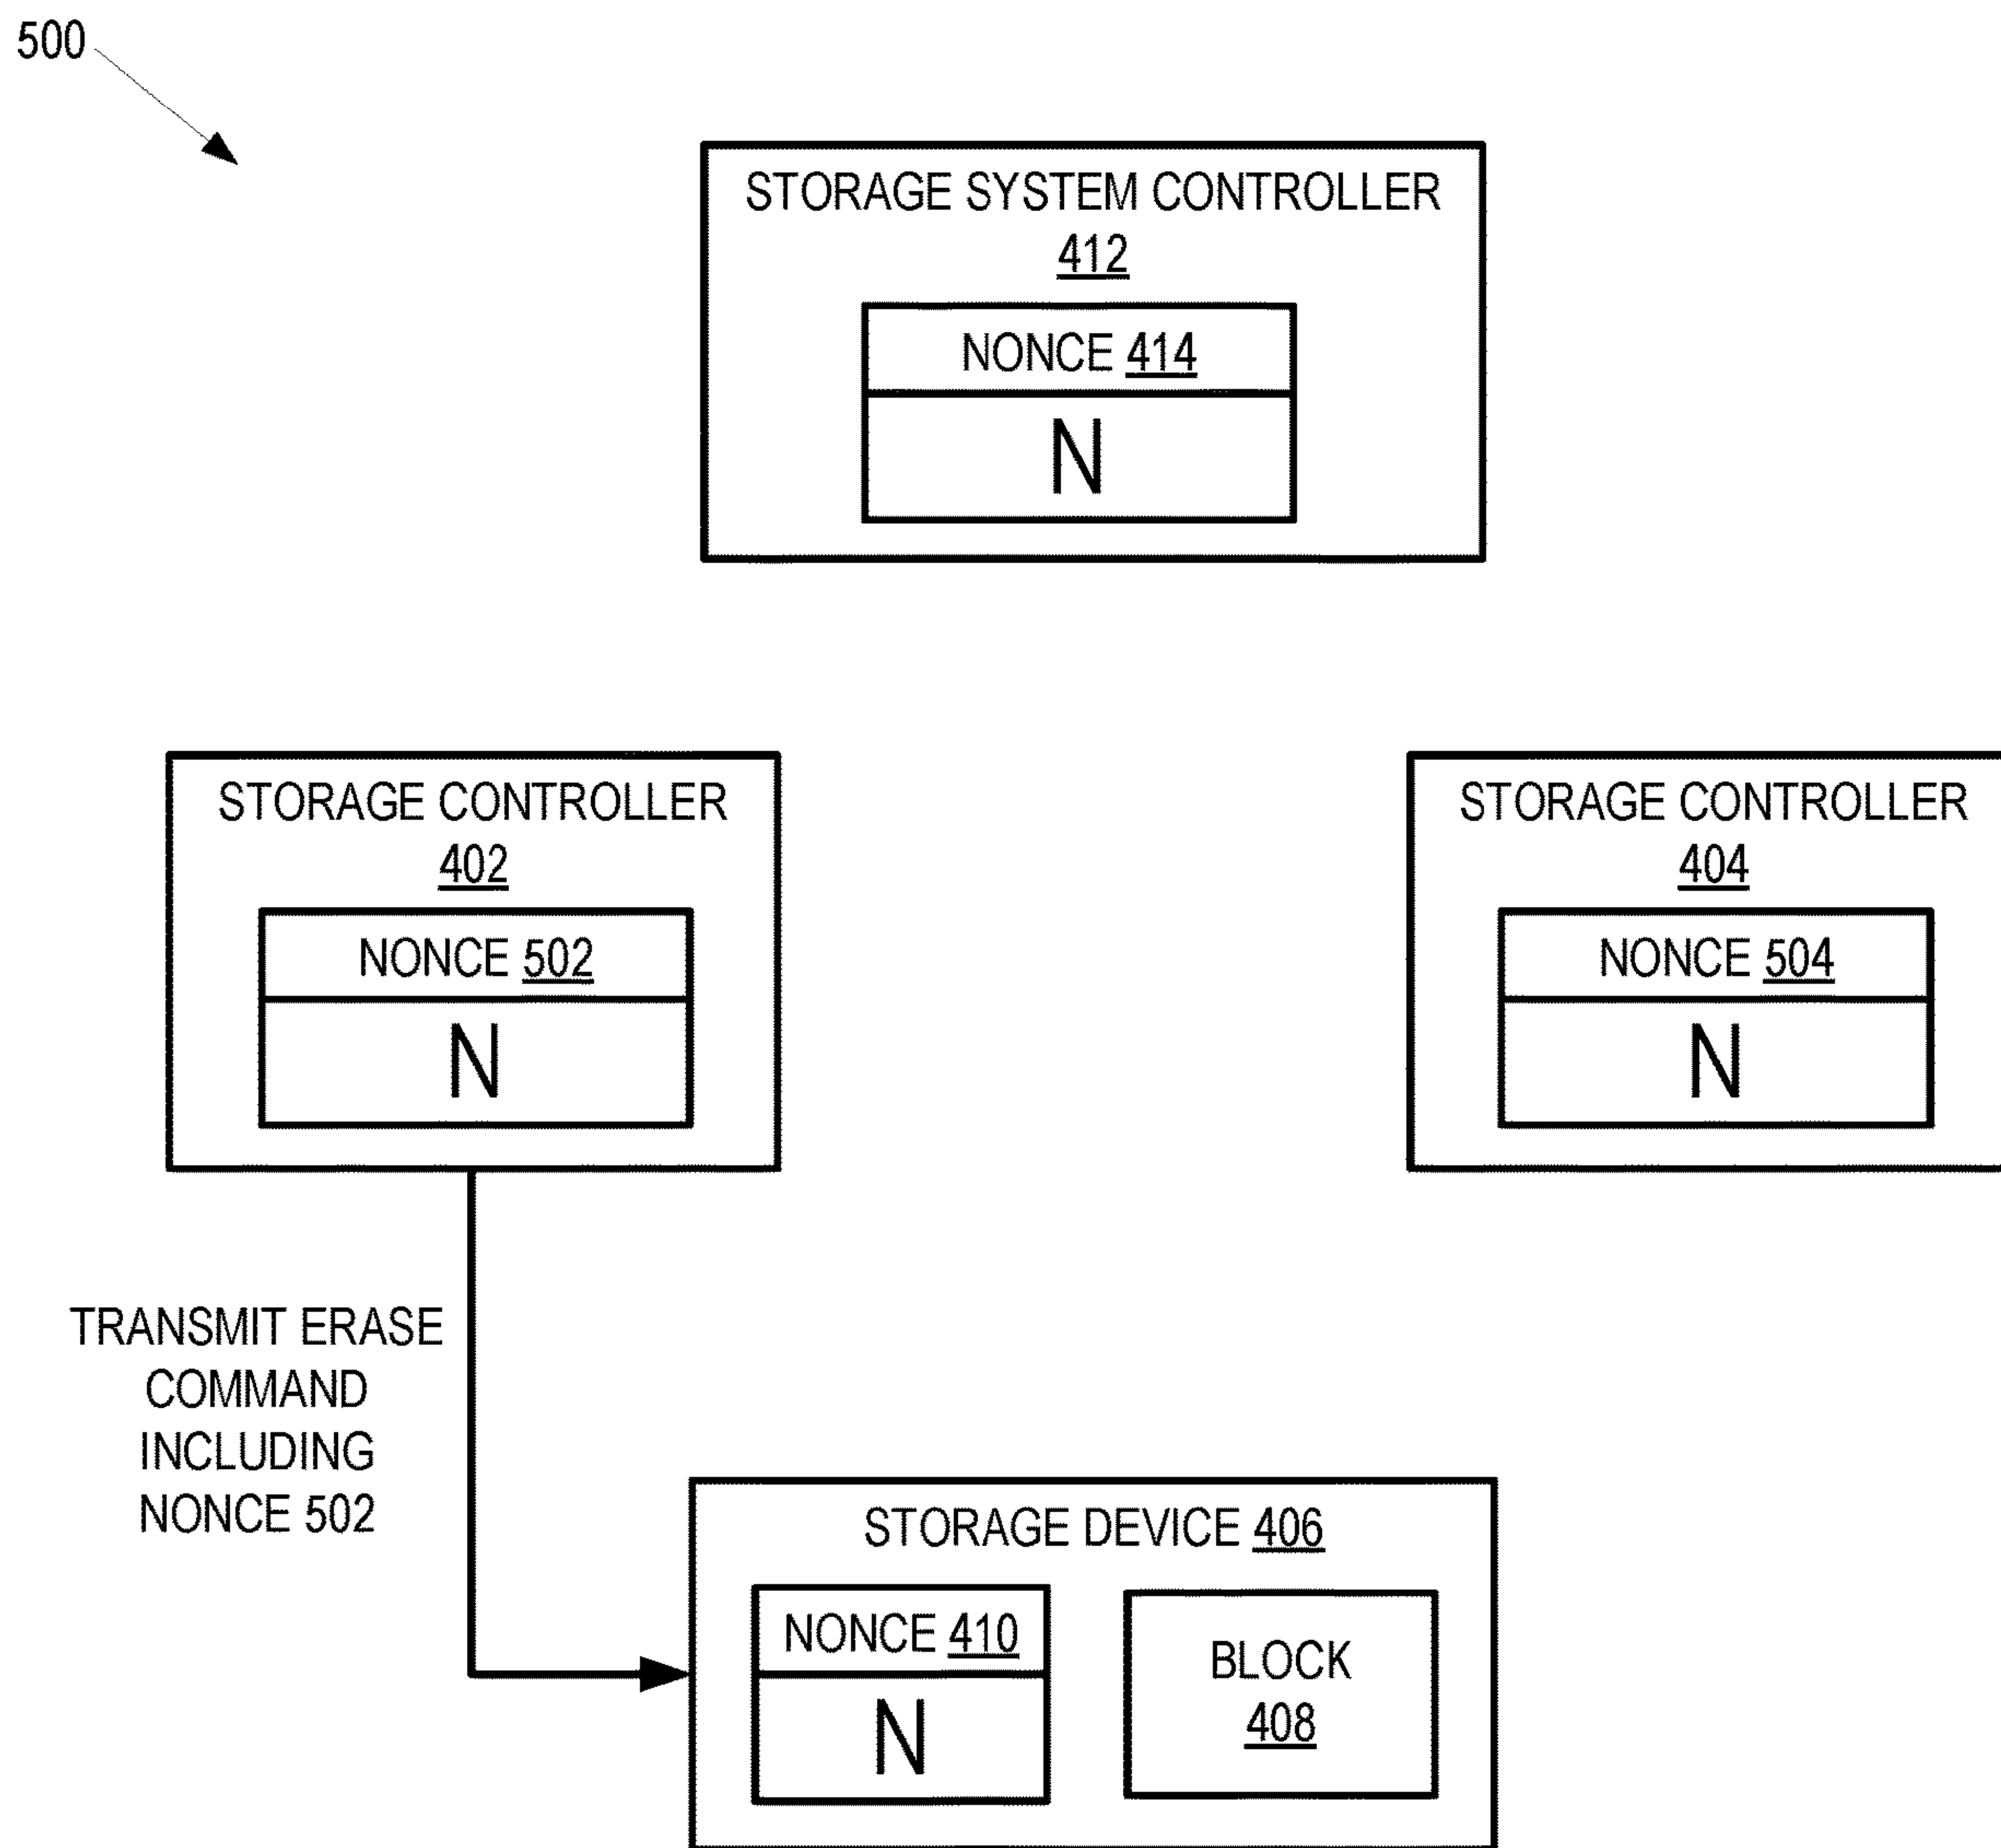 500
STORAGE SYSTEM CONTROLLER
412
NONCE 414
N
STORAGE CONTROLLER
402
NONCE 502
N
STORAGE CONTROLLER
404
NONCE 504
N
TRANSMIT ERASE
COMMAND
INCLUDING
NONCE 502
STORAGE DEVICE 406
NONCE 410
N
BLOCK
408